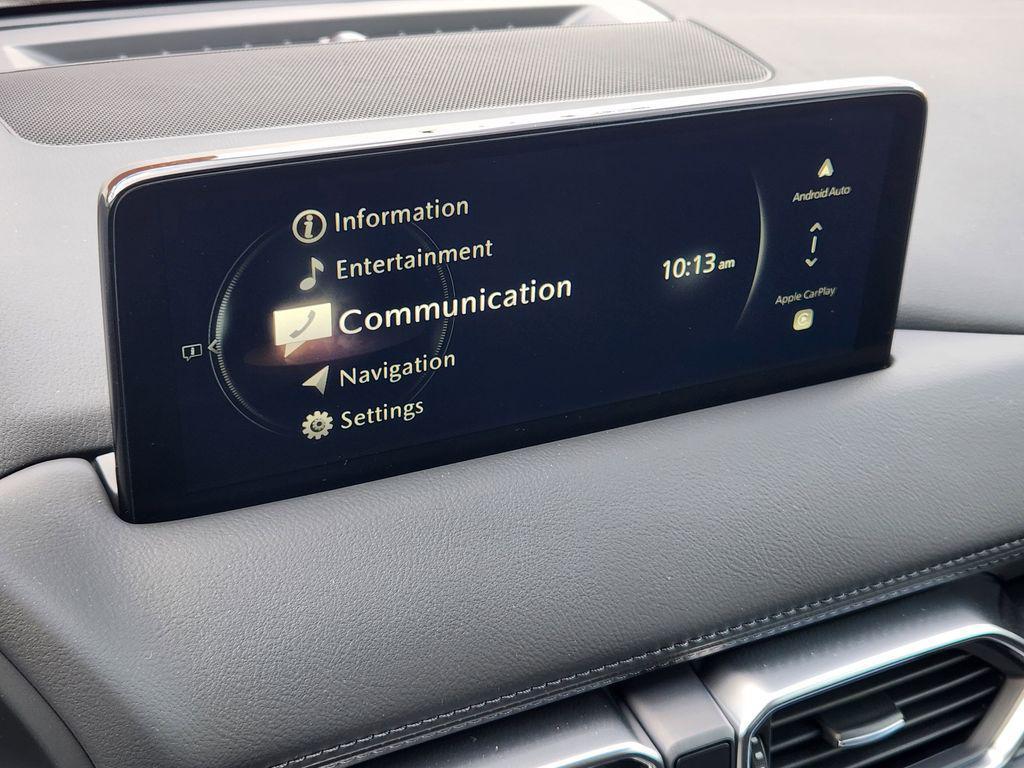 Information
Entertainment
Communication
Navigation
Settings
10:13 am
Android Auto
Apple CarPlay